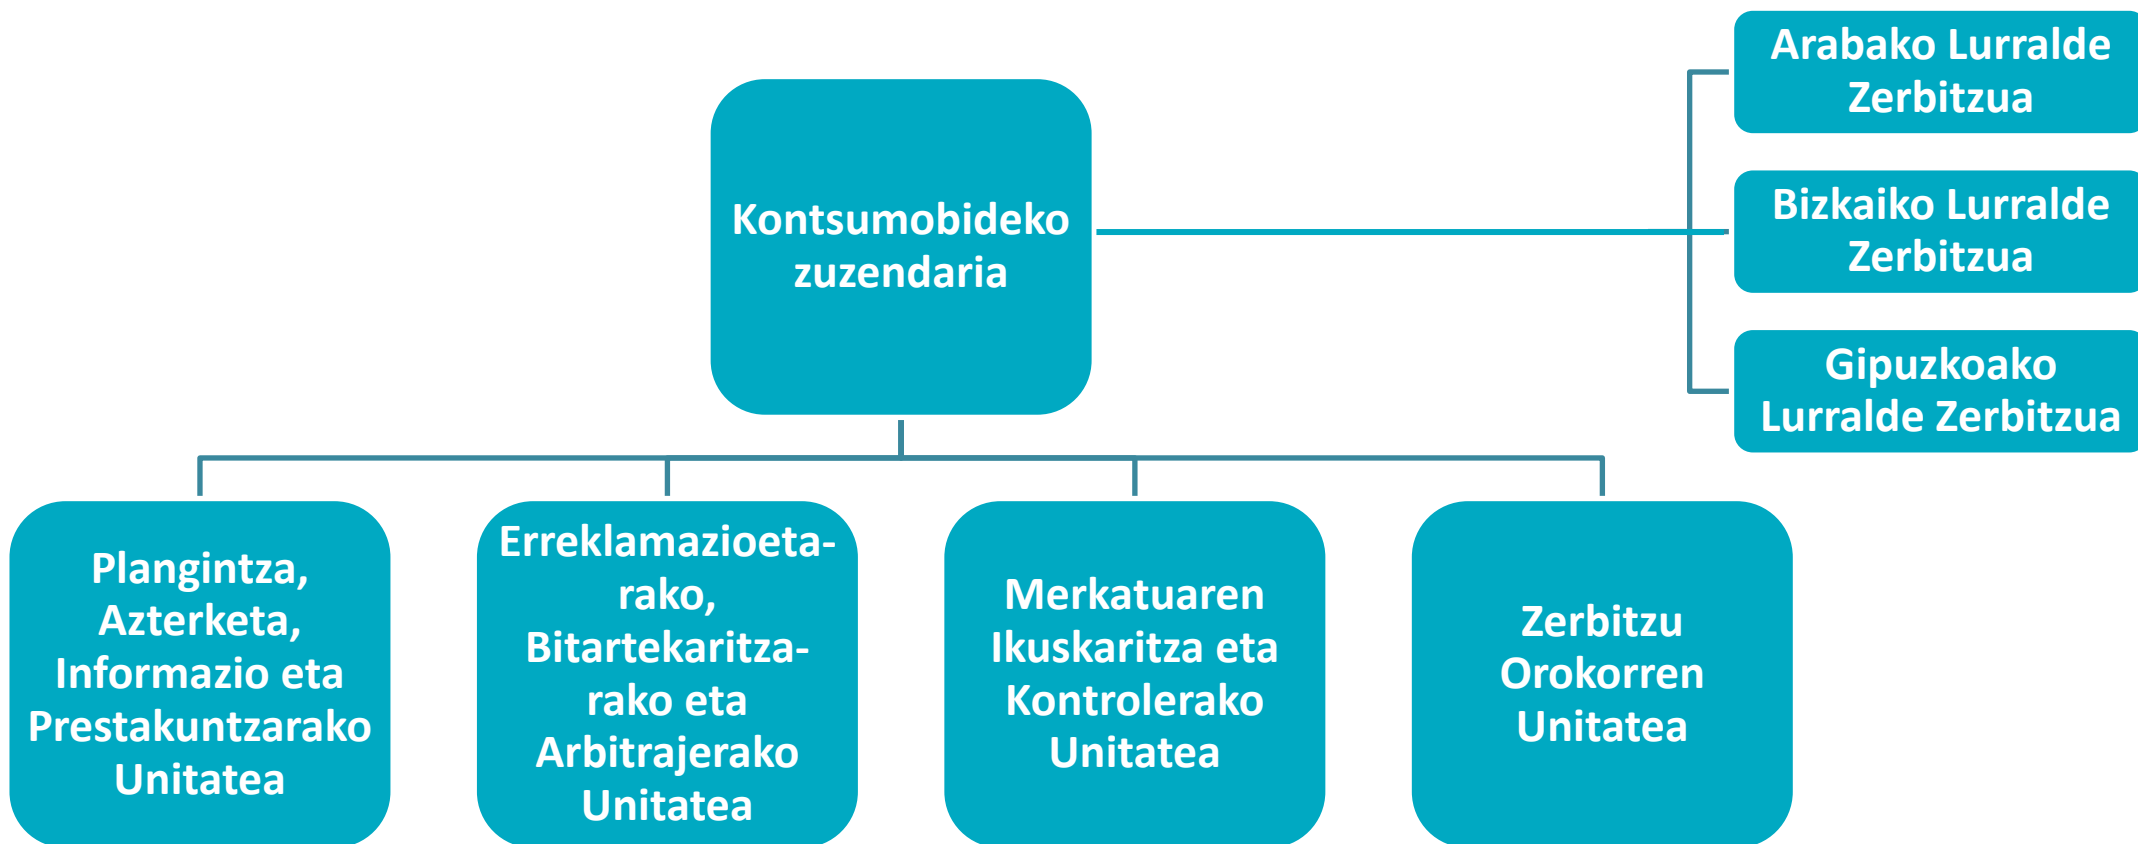 Arabako Lurralde
Zerbitzua
Kontsumobideko
zuzendaria
Bizkaiko Lurralde
Zerbitzua
Gipuzkoako
Lurralde Zerbitzua
Plangintza,
Azterketa,
Informazio eta
Prestakuntzarako
Unitatea
Erreklamazioeta-
rako,
Bitartekaritza-
rako eta
Arbitrajerako
Unitatea
Merkatuaren
Ikuskaritza eta
Kontrolerako
Unitatea
Zerbitzu
Orokorren
Unitatea